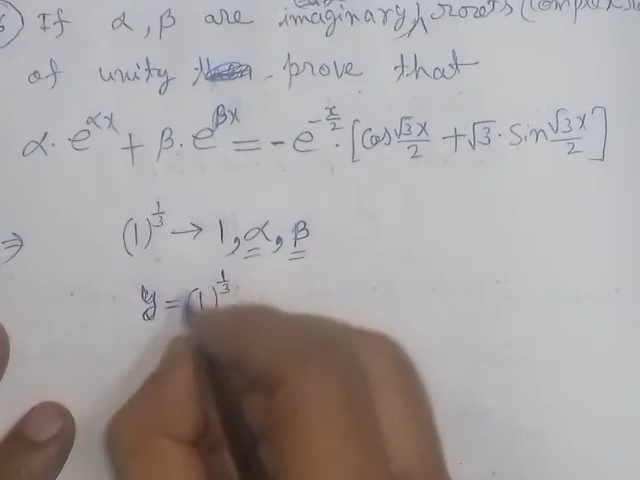 If α, β are imaginary roots (complex
of unity prove that
α · e^{αx} + β · e^{βx} = - e^{-x/2} · [cos √3x/2 + √3 · sin √3x/2]
⇒ (1)^{1/3} → 1, α, β
y = (1)^{1/3}